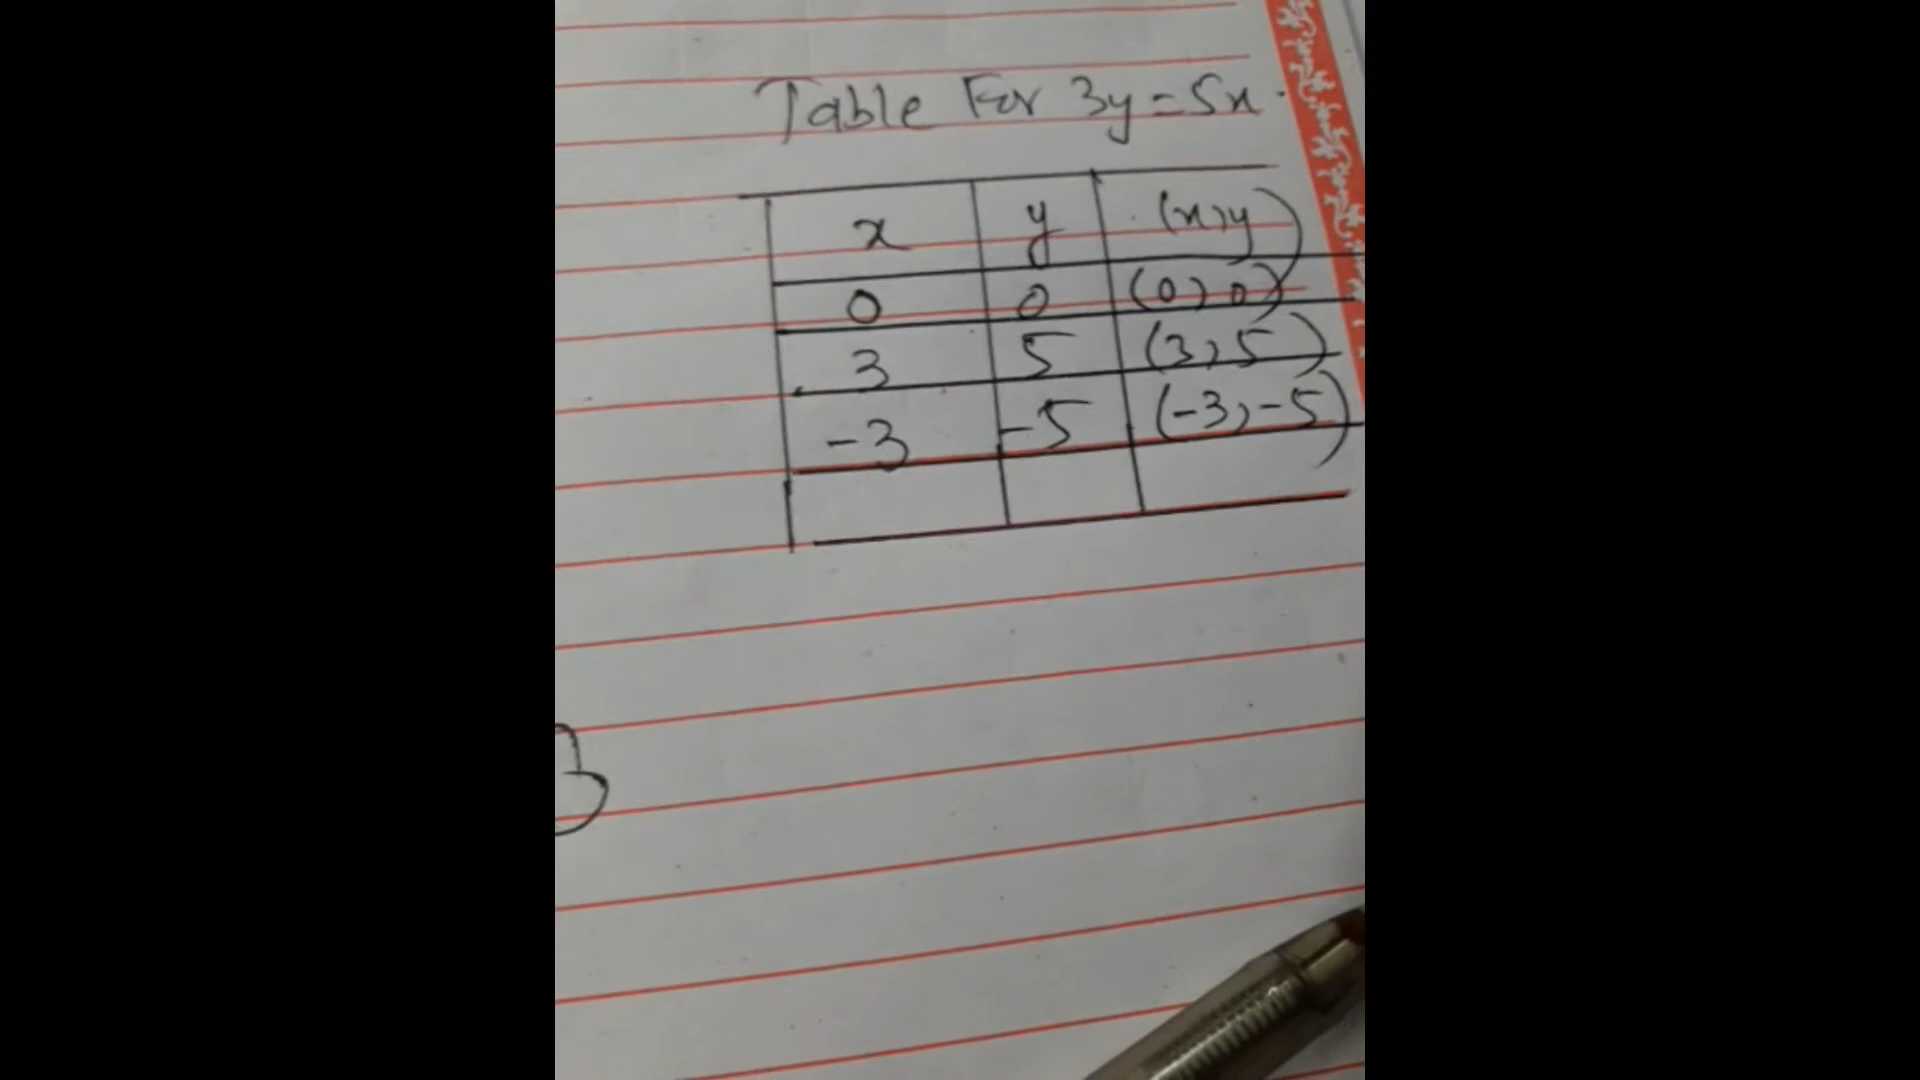 Table For 3y=5x.
x y (x,y)
0 0 (0,0)
3 5 (3,5)
-3 -5 (-3,-5)